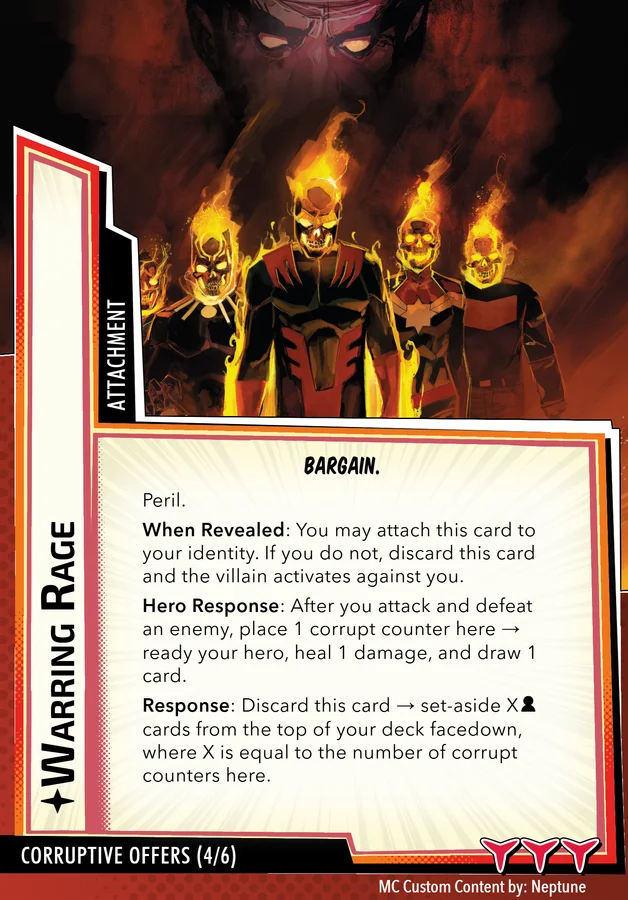 ATTACHMENT
WARRING RAGE
BARGAIN.
Peril.
When Revealed: You may attach this card to
your identity. If you do not, discard this card
and the villain activates against you.
Hero Response: After you attack and defeat
an enemy, place 1 corrupt counter here →
ready your hero, heal 1 damage, and draw 1
card.
Response: Discard this card → set-aside X
cards from the top of your deck facedown,
where X is equal to the number of corrupt
counters here.
CORRUPTIVE OFFERS (4/6)
MC Custom Content by: Neptune